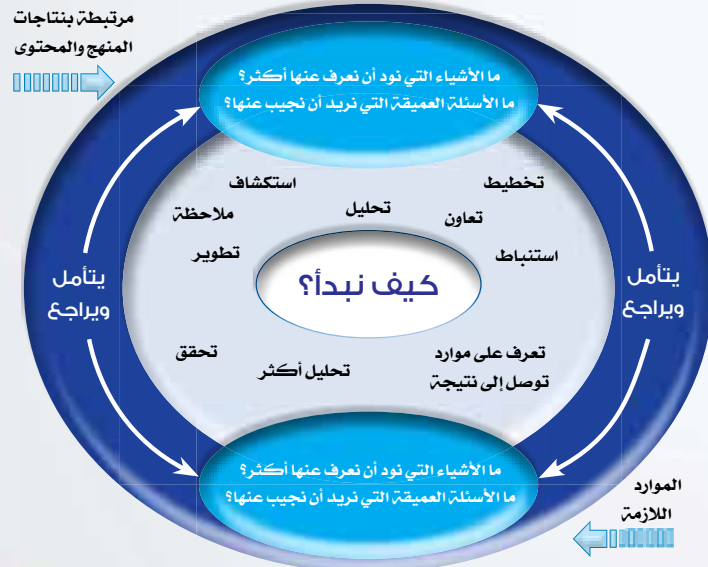 مرتبطة بنتاجات
المنهج والمحتوى
ما الأشياء التي نود أن نعرف عنها أكثر؟
ما الأسئلة العميقة التي نريد أن نجيب عنها؟
تخطيط
استكشاف
تحليل
تعاون
ملاحظة
استنباط
تطوير
كيف نبدأ؟
يتأمل
ويراجع
يتأمل
ويراجع
تعرف على موارد
توصل إلى نتيجة
تحليل أكثر
تحقق
ما الأشياء التي نود أن نعرف عنها أكثر؟
ما الأسئلة العميقة التي نريد أن نجيب عنها؟
الموارد
اللازمة